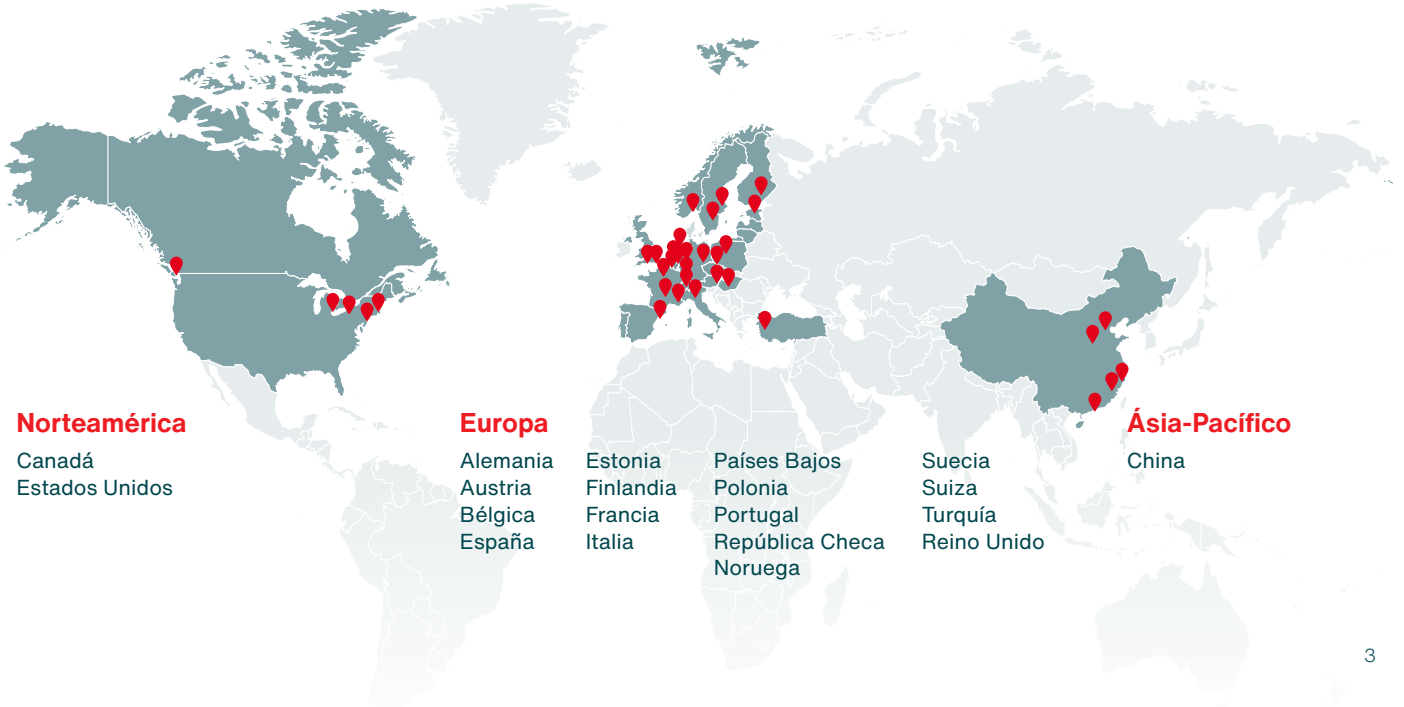 Norteamérica
Canadá
Estados Unidos
Europa
Alemania
Austria
Bélgica
España
Estonia
Finlandia
Francia
Italia
Países Bajos
Polonia
Portugal
República Checa
Noruega
Suecia
Suiza
Turquía
Reino Unido
Ásia-Pacífico
China
3